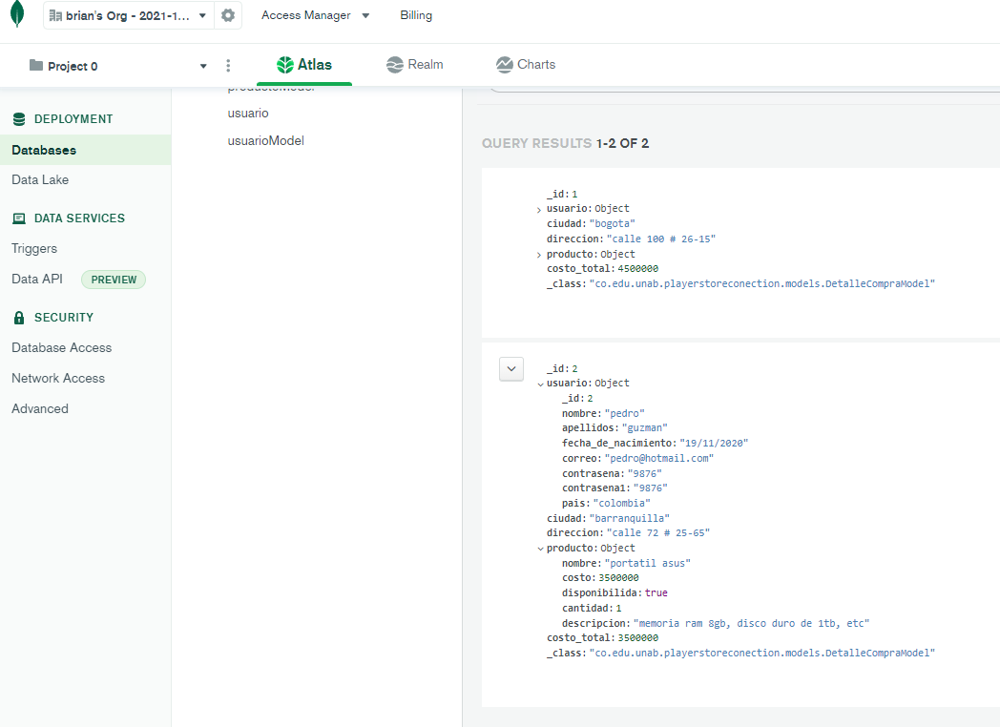 brian's Org - 2021-1...
Access Manager
Billing
Project 0
Atlas
Realm
Charts
DEPLOYMENT
Databases
Data Lake
DATA SERVICES
Triggers
Data API PREVIEW
SECURITY
Database Access
Network Access
Advanced
productoModel
usuario
usuarioModel
QUERY RESULTS 1-2 OF 2
_id: 1
usuario: Object
ciudad: "bogota"
direccion: "calle 100 # 26-15"
producto: Object
costo_total: 4500000
_class: "co.edu.unab.playerstoreconection.models.DetalleCompraModel"
_id: 2
usuario: Object
_id: 2
nombre: "pedro"
apellidos: "guzman"
fecha_de_nacimiento: "19/11/2020"
correo: "pedro@hotmail.com"
contrasena: "9876"
contrasena1: "9876"
pais: "colombia"
ciudad: "barranquilla"
direccion: "calle 72 # 25-65"
producto: Object
nombre: "portatil asus"
costo: 3500000
disponibilida: true
cantidad: 1
descripcion: "memoria ram 8gb, disco duro de 1tb, etc"
costo_total: 3500000
_class: "co.edu.unab.playerstoreconection.models.DetalleCompraModel"